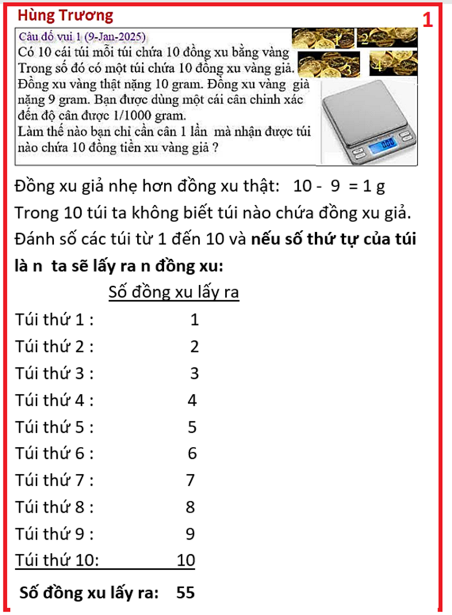 Hùng Trương
1
Câu đố vui 1 (9-Jan-2025)
Có 10 cái túi mỗi túi chứa 10 đồng xu bằng vàng
Trong số đó có một túi chứa 10 đồng xu vàng giả.
Đồng xu vàng thật nặng 10 gram. Đồng xu vàng giả
nặng 9 gram. Bạn được dùng một cái cân chinh xác
đến độ cân được 1/1000 gram.
Làm thế nào bạn chỉ cần cân 1 lần mà nhận được túi
nào chứa 10 đồng tiền xu vàng giả ?
Đồng xu giả nhẹ hơn đồng xu thật: 10 - 9 = 1 g
Trong 10 túi ta không biết túi nào chứa đồng xu giả.
Đánh số các túi từ 1 đến 10 và nếu số thứ tự của túi
là n ta sẽ lấy ra n đồng xu:
Số đồng xu lấy ra
Túi thứ 1 : 1
Túi thứ 2 : 2
Túi thứ 3 : 3
Túi thứ 4 : 4
Túi thứ 5 : 5
Túi thứ 6 : 6
Túi thứ 7 : 7
Túi thứ 8 : 8
Túi thứ 9 : 9
Túi thứ 10: 10
Số đồng xu lấy ra: 55